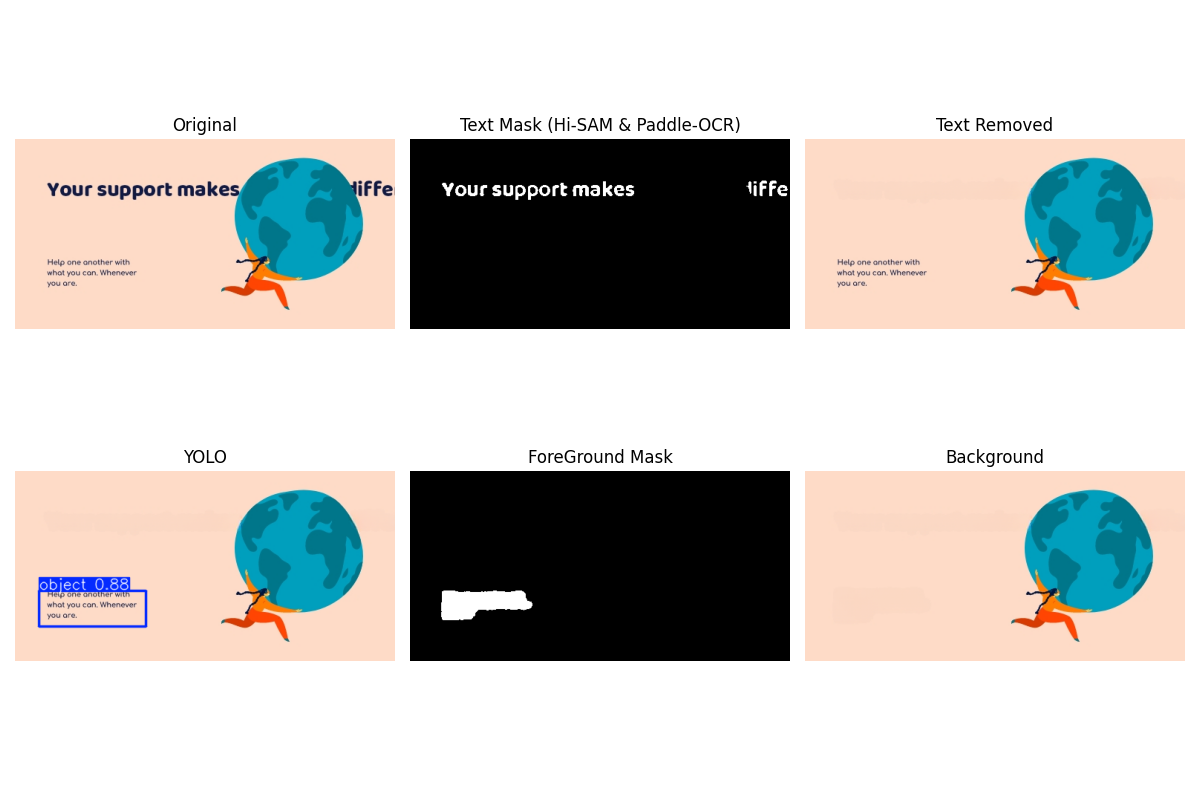 Original
Your support makes diffe
Help one another with
what you can. Whenever
you are.
Text Mask (Hi-SAM & Paddle-OCR)
Your support makes iffe
Text Removed
Help one another with
what you can. Whenever
you are.
YOLO
object 0.88
Help one another with
what you can. Whenever
you are.
ForeGround Mask
Background